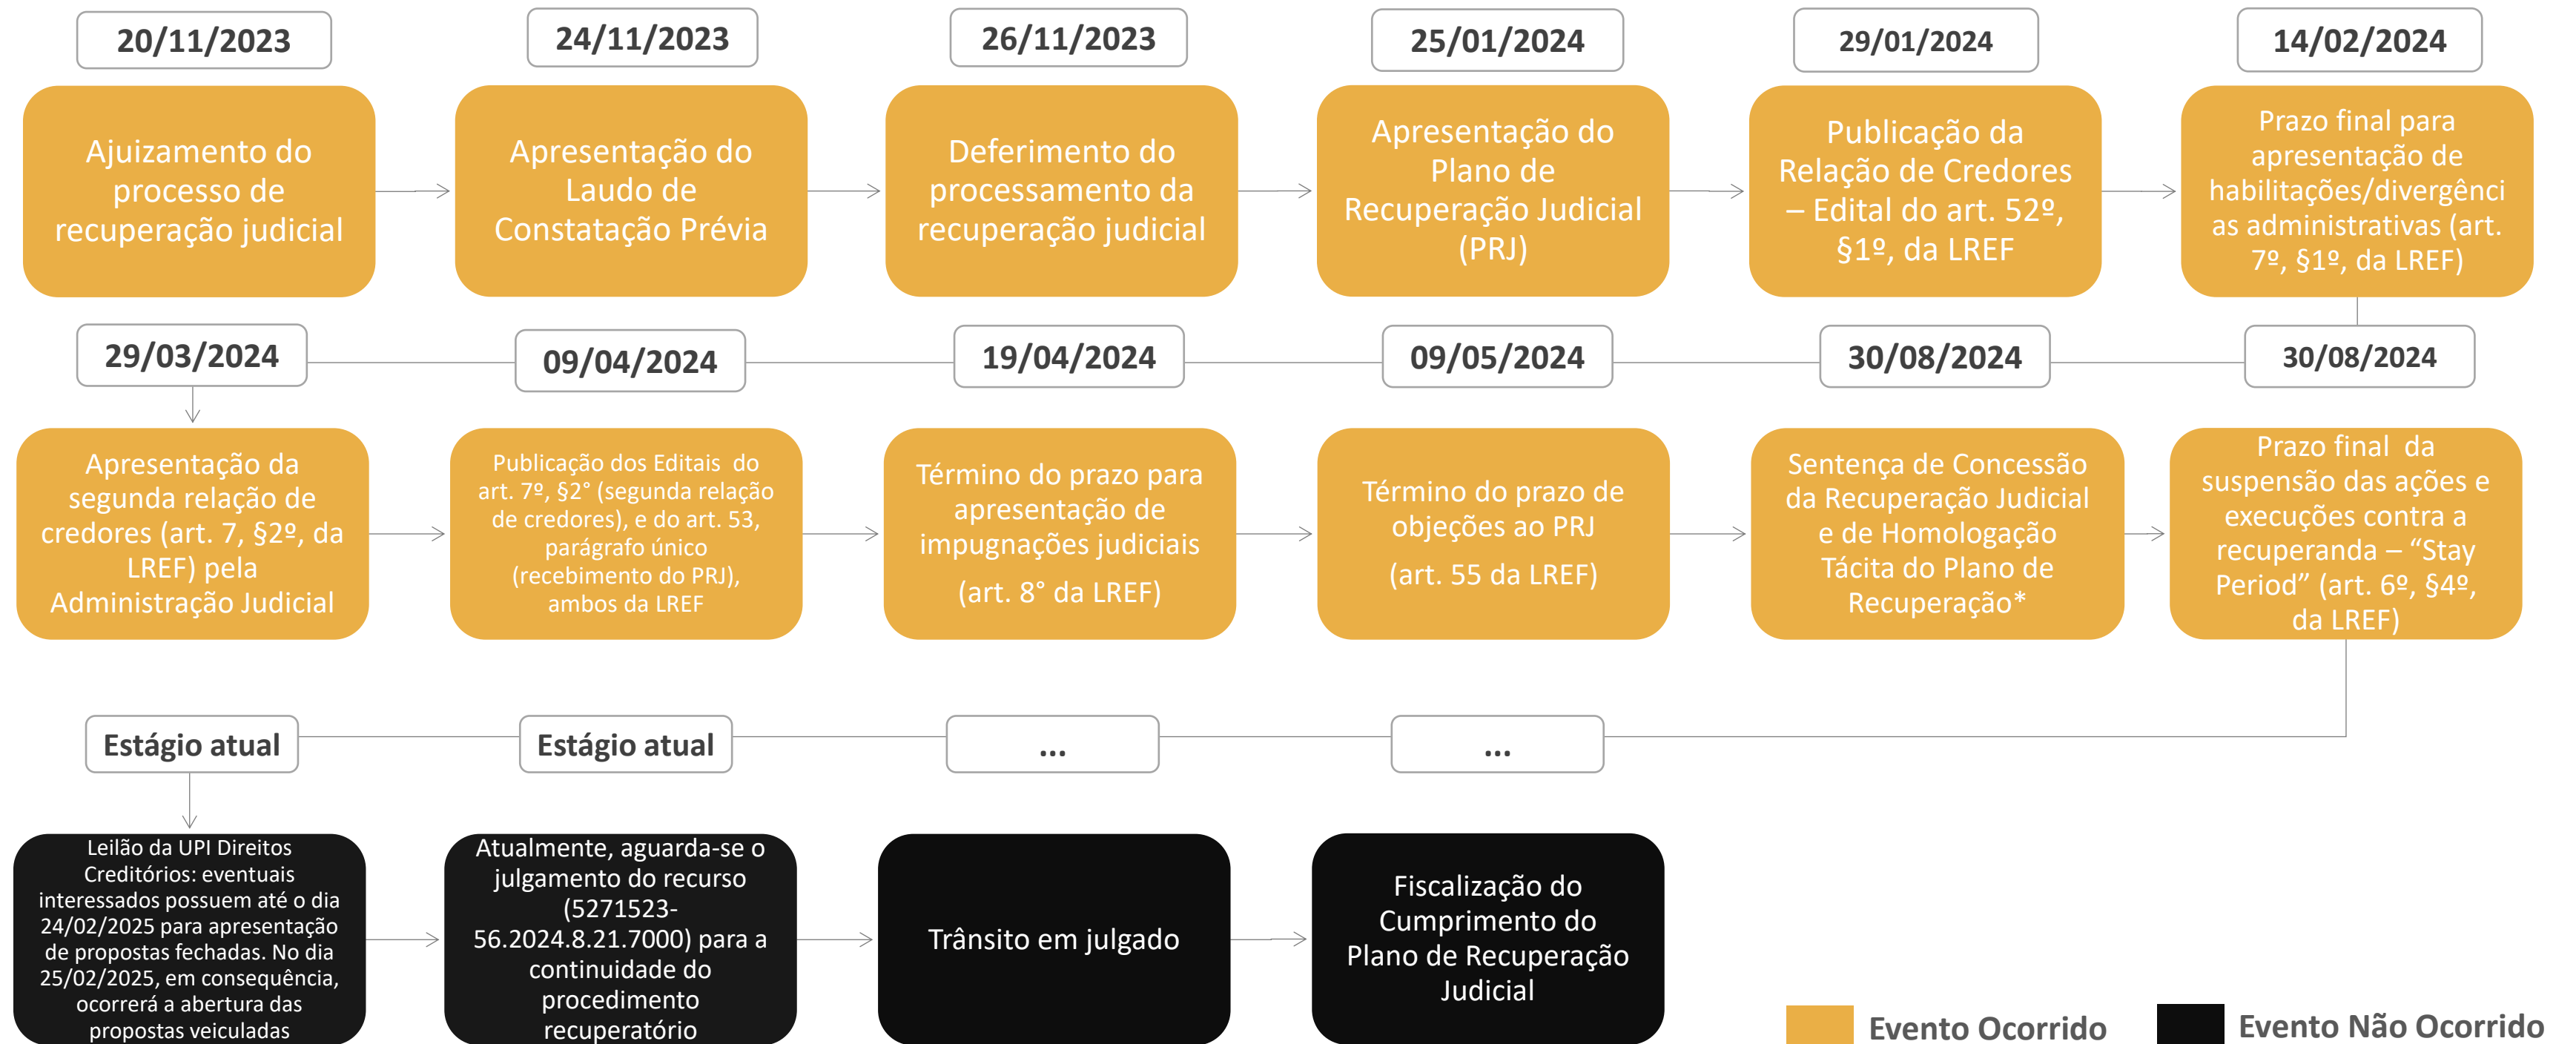 20/11/2023
24/11/2023
26/11/2023
25/01/2024
29/01/2024
14/02/2024
Ajuizamento do
processo de
recuperação judicial
Apresentação do
Laudo de
Constatação Prévia
Deferimento do
processamento da
recuperação judicial
Apresentação do
Plano de
Recuperação Judicial
(PRJ)
Publicação da
Relação de Credores
– Edital do art. 52º,
§1º, da LREF
Prazo final para
apresentação de
habilitações/divergênci
as administrativas (art.
7º, §1º, da LREF)
29/03/2024
09/04/2024
19/04/2024
09/05/2024
30/08/2024
30/08/2024
Apresentação da
segunda relação de
credores (art. 7, §2º, da
LREF) pela
Administração Judicial
Publicação dos Editais do
art. 7º, §2° (segunda relação
de credores), e do art. 53,
parágrafo único
(recebimento do PRJ),
ambos da LREF
Término do prazo para
apresentação de
impugnações judiciais
(art. 8° da LREF)
Término do prazo de
objeções ao PRJ
(art. 55 da LREF)
Sentença de Concessão
da Recuperação Judicial
e de Homologação
Tácita do Plano de
Recuperação*
Prazo final da
suspensão das ações e
execuções contra a
recuperanda – “Stay
Period” (art. 6º, §4º,
da LREF)
Estágio atual
Estágio atual
...
...
Leilão da UPI Direitos
Creditórios: eventuais
interessados possuem até o dia
24/02/2025 para apresentação
de propostas fechadas. No dia
25/02/2025, em consequência,
ocorrerá a abertura das
propostas veiculadas
Atualmente, aguarda-se o
julgamento do recurso
(5271523-
56.2024.8.21.7000) para a
continuidade do
procedimento
recuperatório
Trânsito em julgado
Fiscalização do
Cumprimento do
Plano de Recuperação
Judicial
Evento Ocorrido
Evento Não Ocorrido